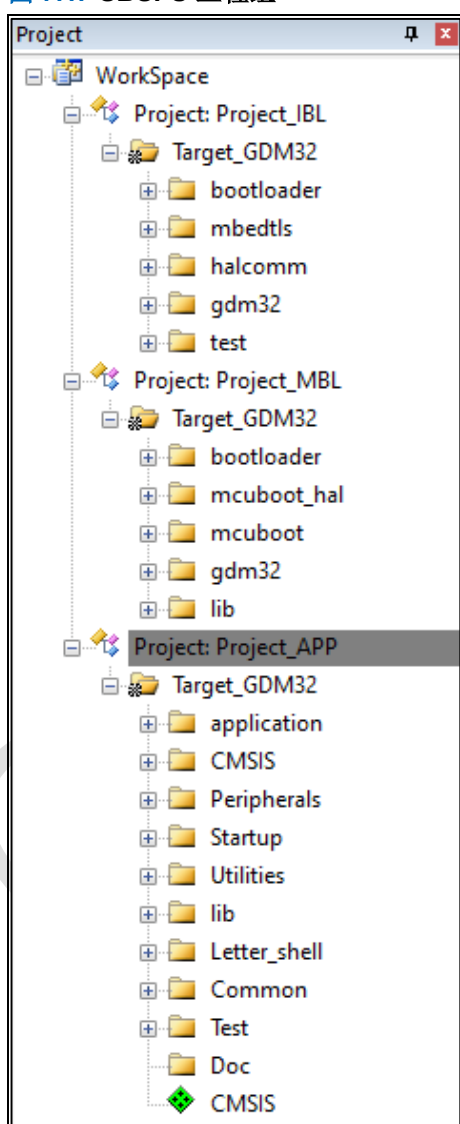 Project
WorkSpace
Project: Project_IBL
Target_GDM32
bootloader
mbedtls
halcomm
gdm32
test
Project: Project_MBL
Target_GDM32
bootloader
mcuboot_hal
mcuboot
gdm32
lib
Project: Project_APP
Target_GDM32
application
CMSIS
Peripherals
Startup
Utilities
lib
Letter_shell
Common
Test
Doc
CMSIS